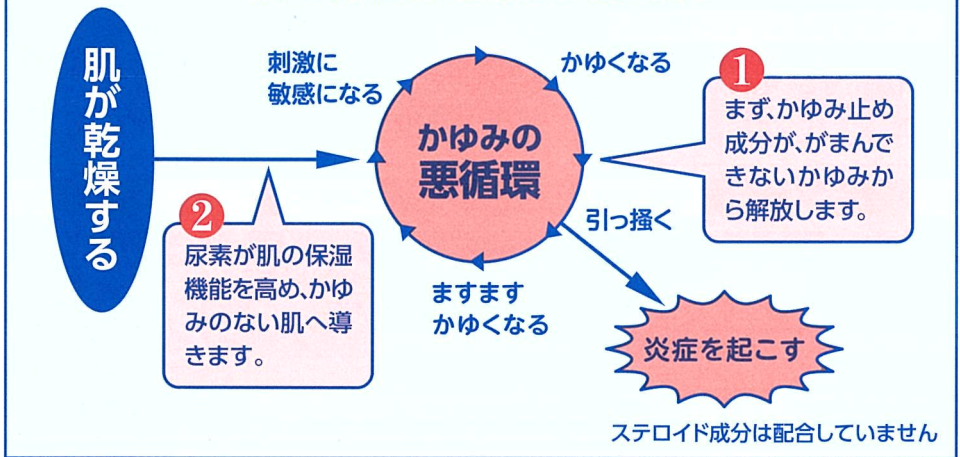 肌が乾燥する
刺激に
敏感になる
かゆくなる
かゆみの
悪循環
1
まず、かゆみ止め
成分が、がまんで
きないかゆみか
ら解放します。
引っ掻く
2
尿素が肌の保湿
機能を高め、かゆ
みのない肌へ導
きます。
ますます
かゆくなる
炎症を起こす
ステロイド成分は配合していません